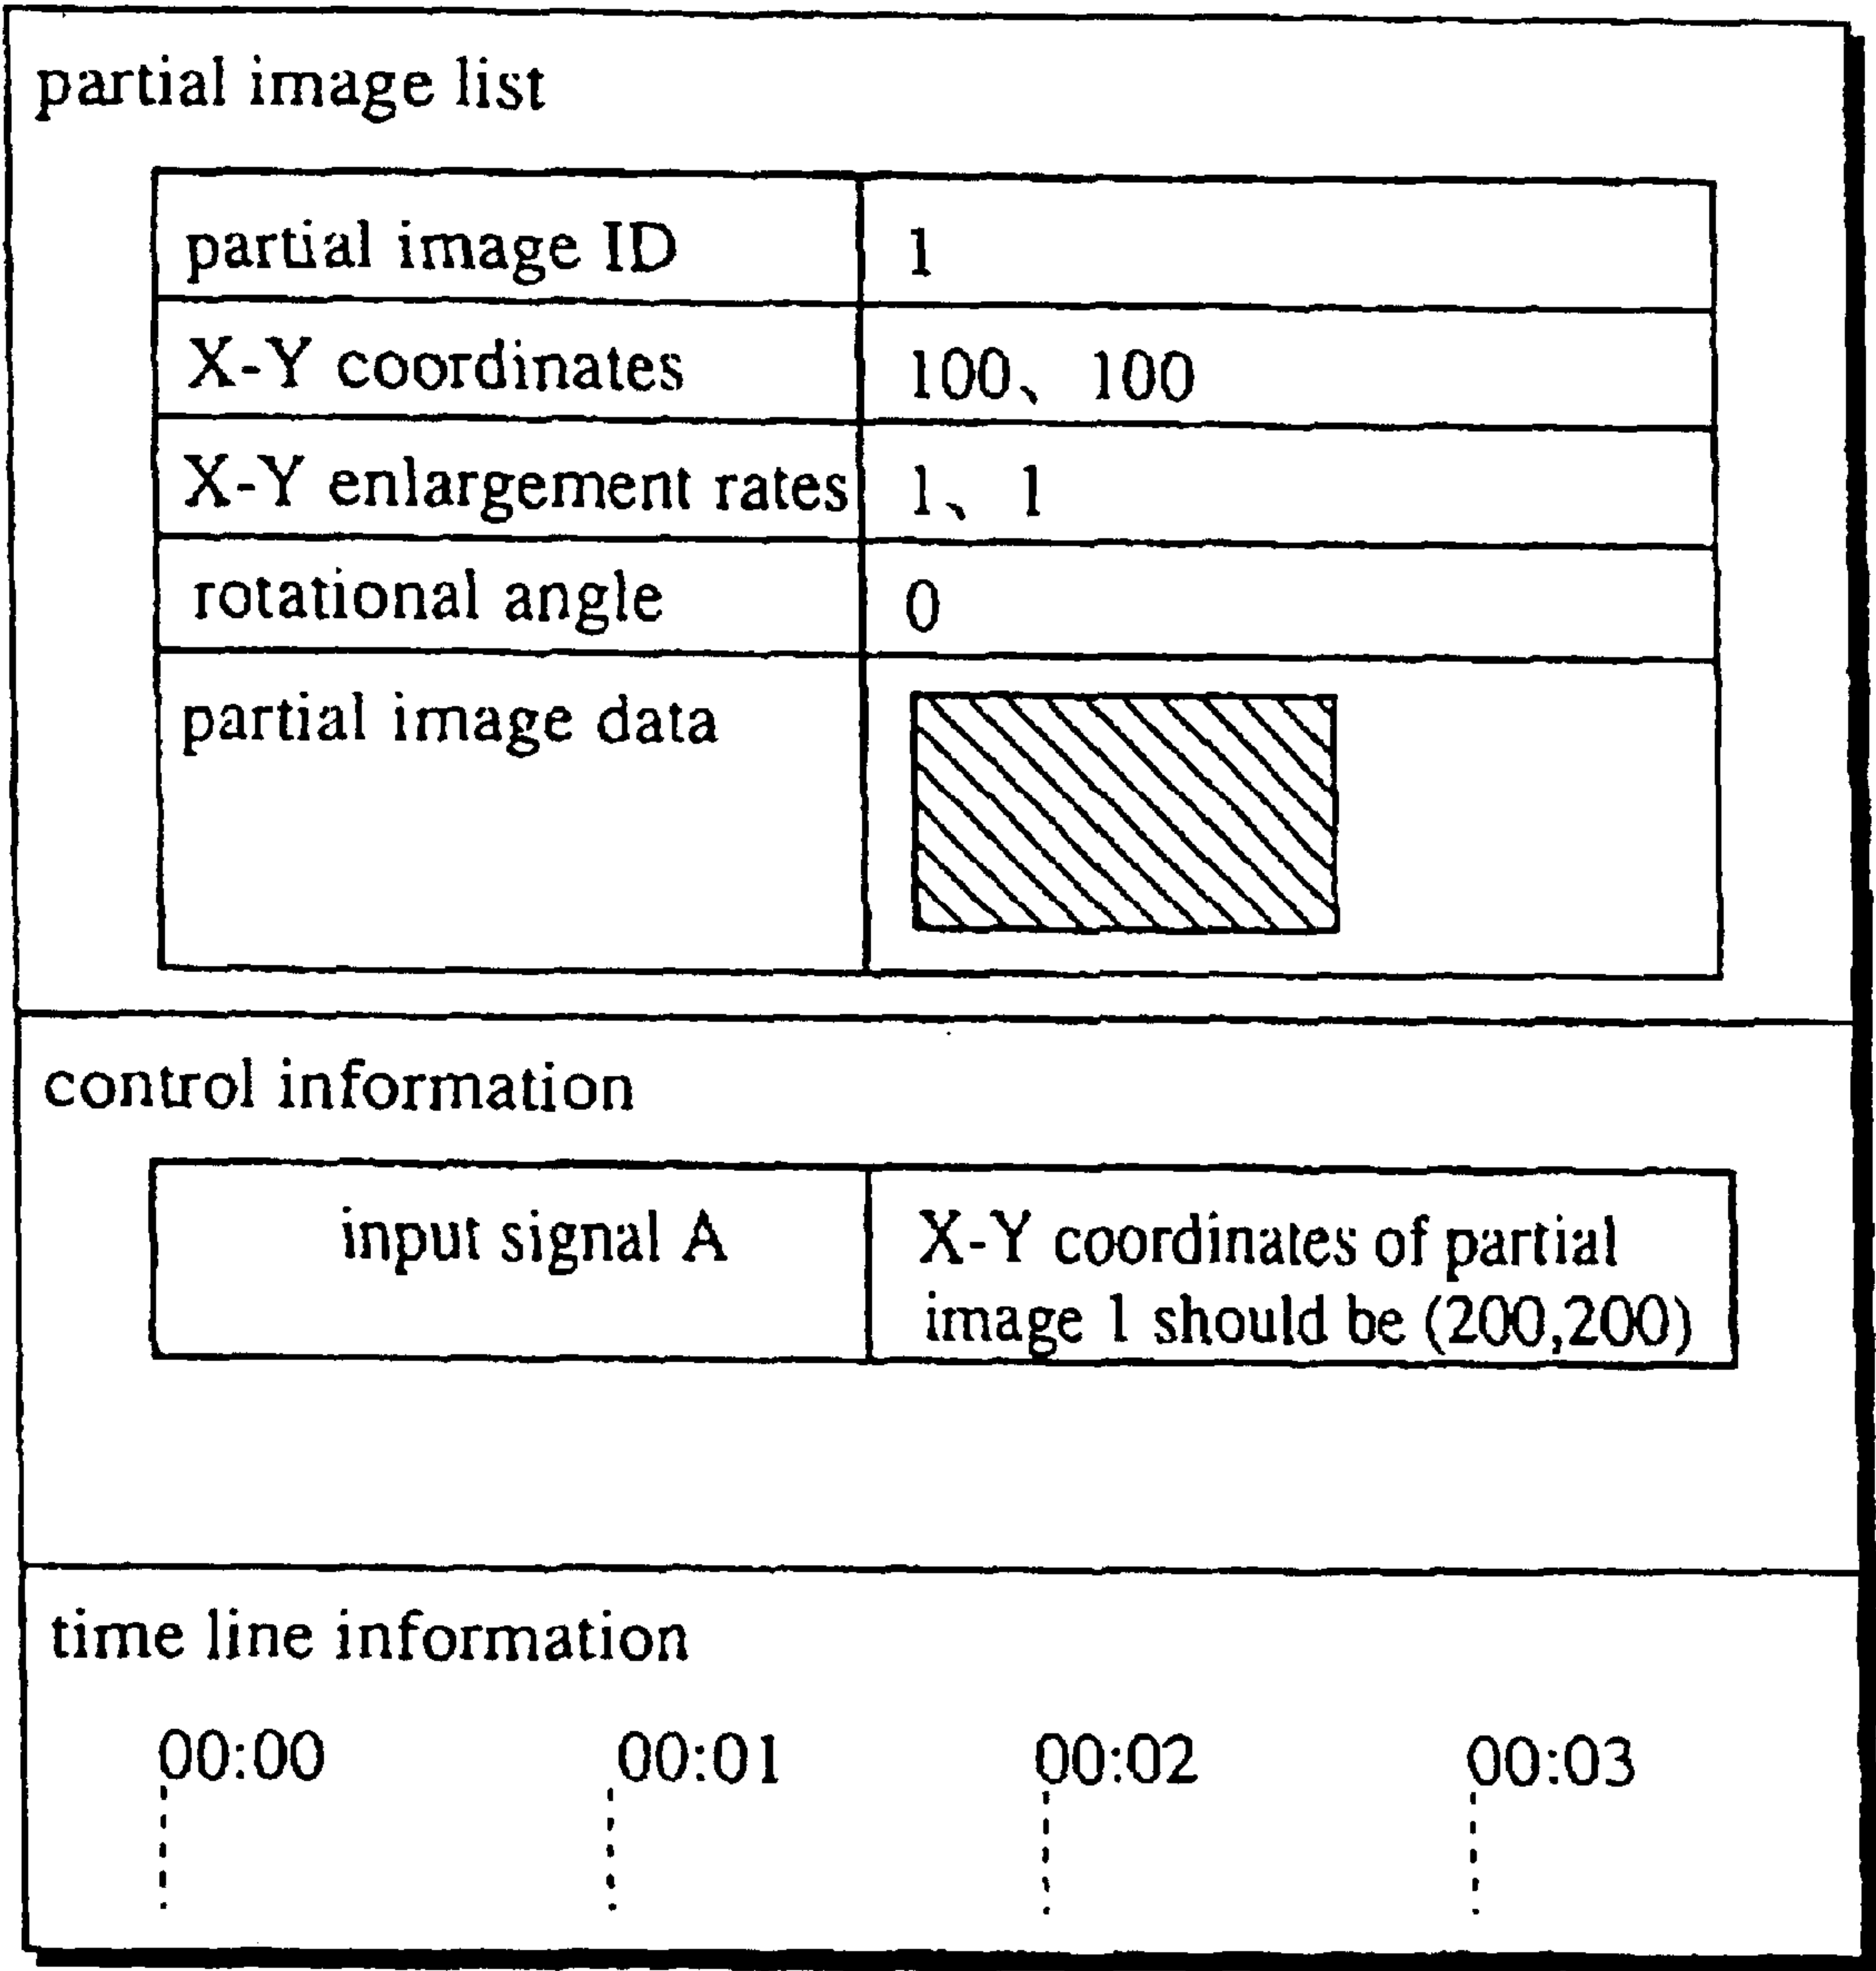 partial image list
partial image ID 1
X-Y coordinates 100、 100
X-Y enlargement rates 1、 1
rotational angle 0
partial image data
control information
input signal A
X-Y coordinates of partial
image 1 should be (200,200)
time line information
00:00 00:01 00:02 00:03